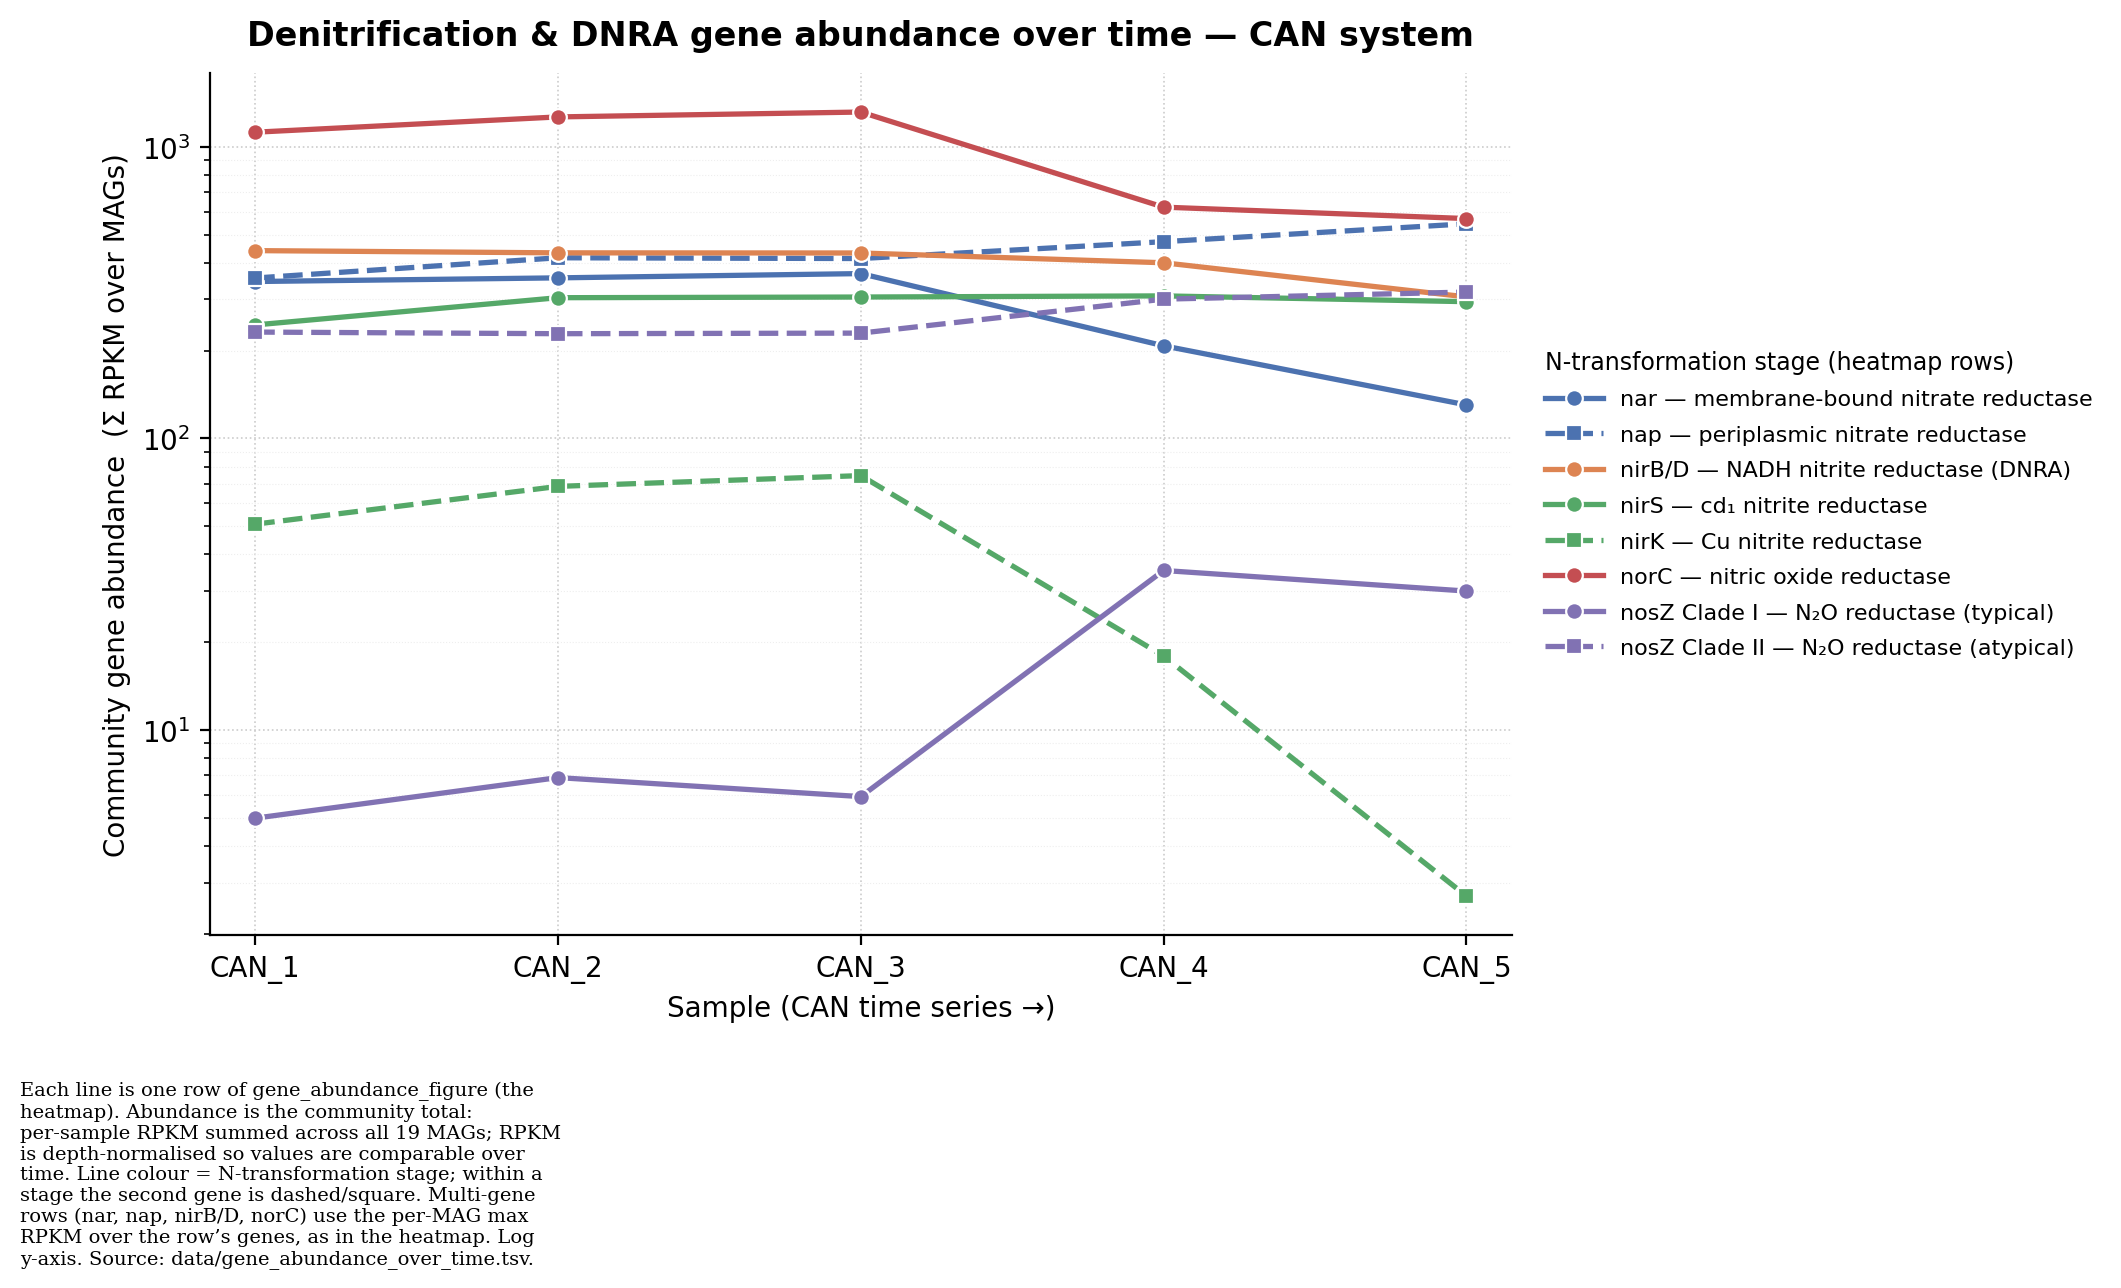 Denitrification & DNRA gene abundance over time — CAN system
Community gene abundance (Σ RPKM over MAGs)
10³
10²
10¹
CAN_1
CAN_2
CAN_3
CAN_4
CAN_5
Sample (CAN time series →)
N-transformation stage (heatmap rows)
nar — membrane-bound nitrate reductase
nap — periplasmic nitrate reductase
nirB/D — NADH nitrite reductase (DNRA)
nirS — cd₁ nitrite reductase
nirK — Cu nitrite reductase
norC — nitric oxide reductase
nosZ Clade I — N₂O reductase (typical)
nosZ Clade II — N₂O reductase (atypical)
Each line is one row of gene_abundance_figure (the
heatmap). Abundance is the community total:
per-sample RPKM summed across all 19 MAGs; RPKM
is depth-normalised so values are comparable over
time. Line colour = N-transformation stage; within a
stage the second gene is dashed/square. Multi-gene
rows (nar, nap, nirB/D, norC) use the per-MAG max
RPKM over the row’s genes, as in the heatmap. Log
y-axis. Source: data/gene_abundance_over_time.tsv.